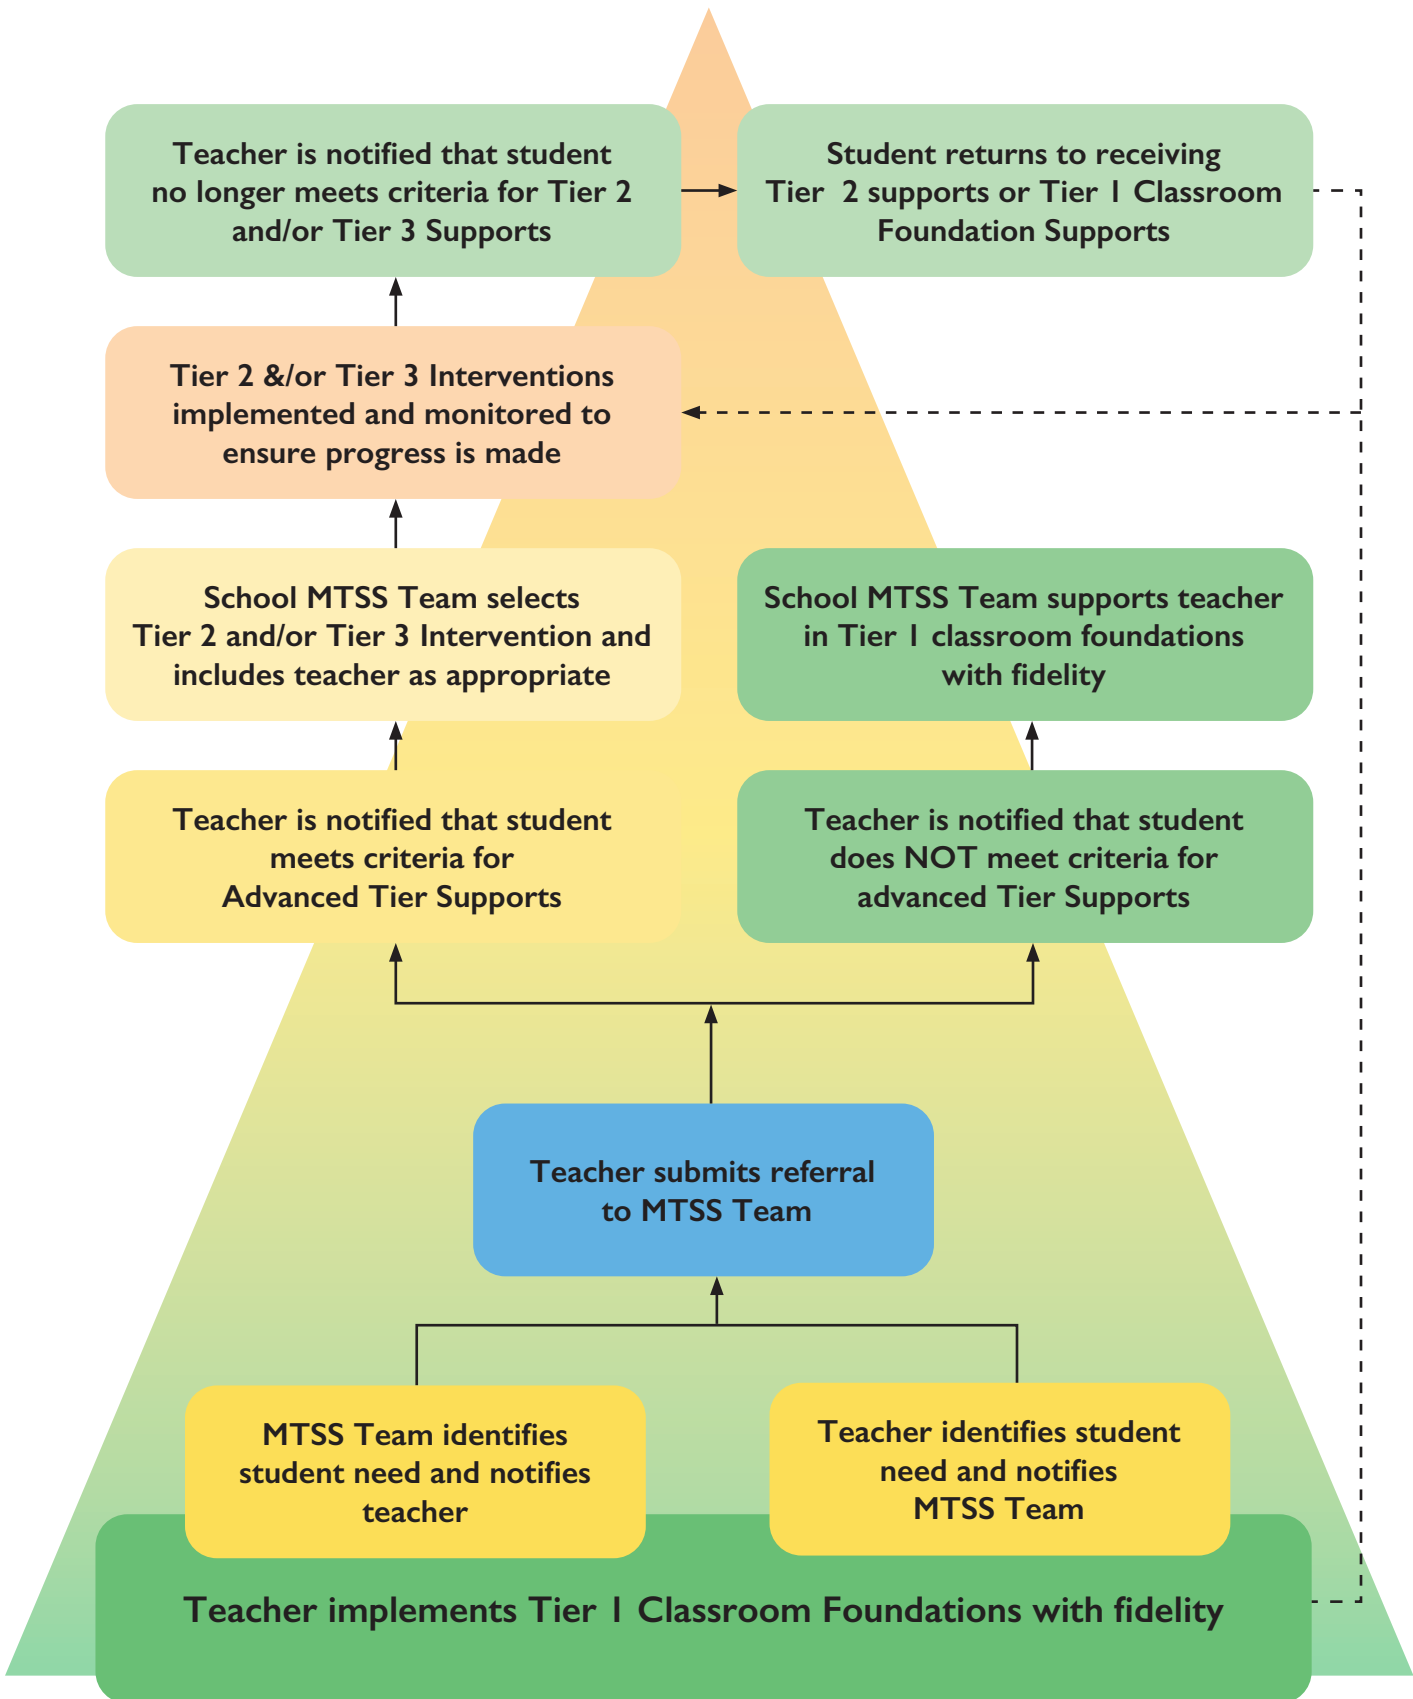 Teacher is notified that student
no longer meets criteria for Tier 2
and/or Tier 3 Supports
Student returns to receiving
Tier 2 supports or Tier 1 Classroom
Foundation Supports
Tier 2 &/or Tier 3 Interventions
implemented and monitored to
ensure progress is made
School MTSS Team selects
Tier 2 and/or Tier 3 Intervention and
includes teacher as appropriate
School MTSS Team supports teacher
in Tier 1 classroom foundations
with fidelity
Teacher is notified that student
meets criteria for
Advanced Tier Supports
Teacher is notified that student
does NOT meet criteria for
advanced Tier Supports
Teacher submits referral
to MTSS Team
MTSS Team identifies
student need and notifies
teacher
Teacher identifies student
need and notifies
MTSS Team
Teacher implements Tier 1 Classroom Foundations with fidelity